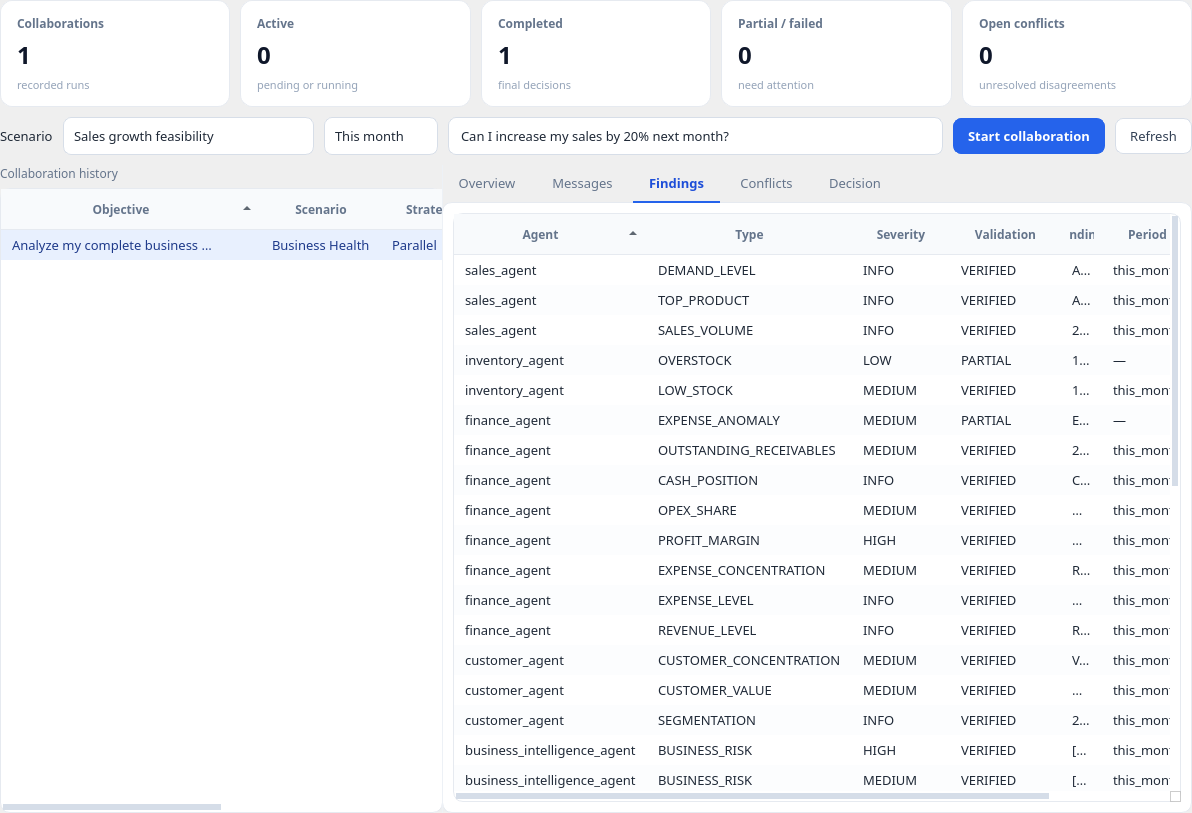 Collaborations Active Completed Partial / failed Open conflicts
1 0 1 0 0
recorded runs pending or running final decisions need attention unresolved disagreements
Scenario Sales growth feasibility This month Can I increase my sales by 20% next month? Start collaboration Refresh
Collaboration history
Overview Messages Findings Conflicts Decision
Objective Scenario Strate
Analyze my complete business ... Business Health Parallel
Agent Type Severity Validation ndin Period
sales_agent DEMAND_LEVEL INFO VERIFIED A... this_mon
sales_agent TOP_PRODUCT INFO VERIFIED A... this_mon
sales_agent SALES_VOLUME INFO VERIFIED 2... this_mon
inventory_agent OVERSTOCK LOW PARTIAL 1... —
inventory_agent LOW_STOCK MEDIUM VERIFIED 1... this_mon
finance_agent EXPENSE_ANOMALY MEDIUM PARTIAL E... —
finance_agent OUTSTANDING_RECEIVABLES MEDIUM VERIFIED 2... this_mon
finance_agent CASH_POSITION INFO VERIFIED C... this_mon
finance_agent OPEX_SHARE MEDIUM VERIFIED ... this_mon
finance_agent PROFIT_MARGIN HIGH VERIFIED ... this_mon
finance_agent EXPENSE_CONCENTRATION MEDIUM VERIFIED R... this_mon
finance_agent EXPENSE_LEVEL INFO VERIFIED ... this_mon
finance_agent REVENUE_LEVEL INFO VERIFIED R... this_mon
customer_agent CUSTOMER_CONCENTRATION MEDIUM VERIFIED V... this_mon
customer_agent CUSTOMER_VALUE MEDIUM VERIFIED ... this_mon
customer_agent SEGMENTATION INFO VERIFIED 2... this_mon
business_intelligence_agent BUSINESS_RISK HIGH VERIFIED [... this_mon
business_intelligence_agent BUSINESS_RISK MEDIUM VERIFIED [... this_mon